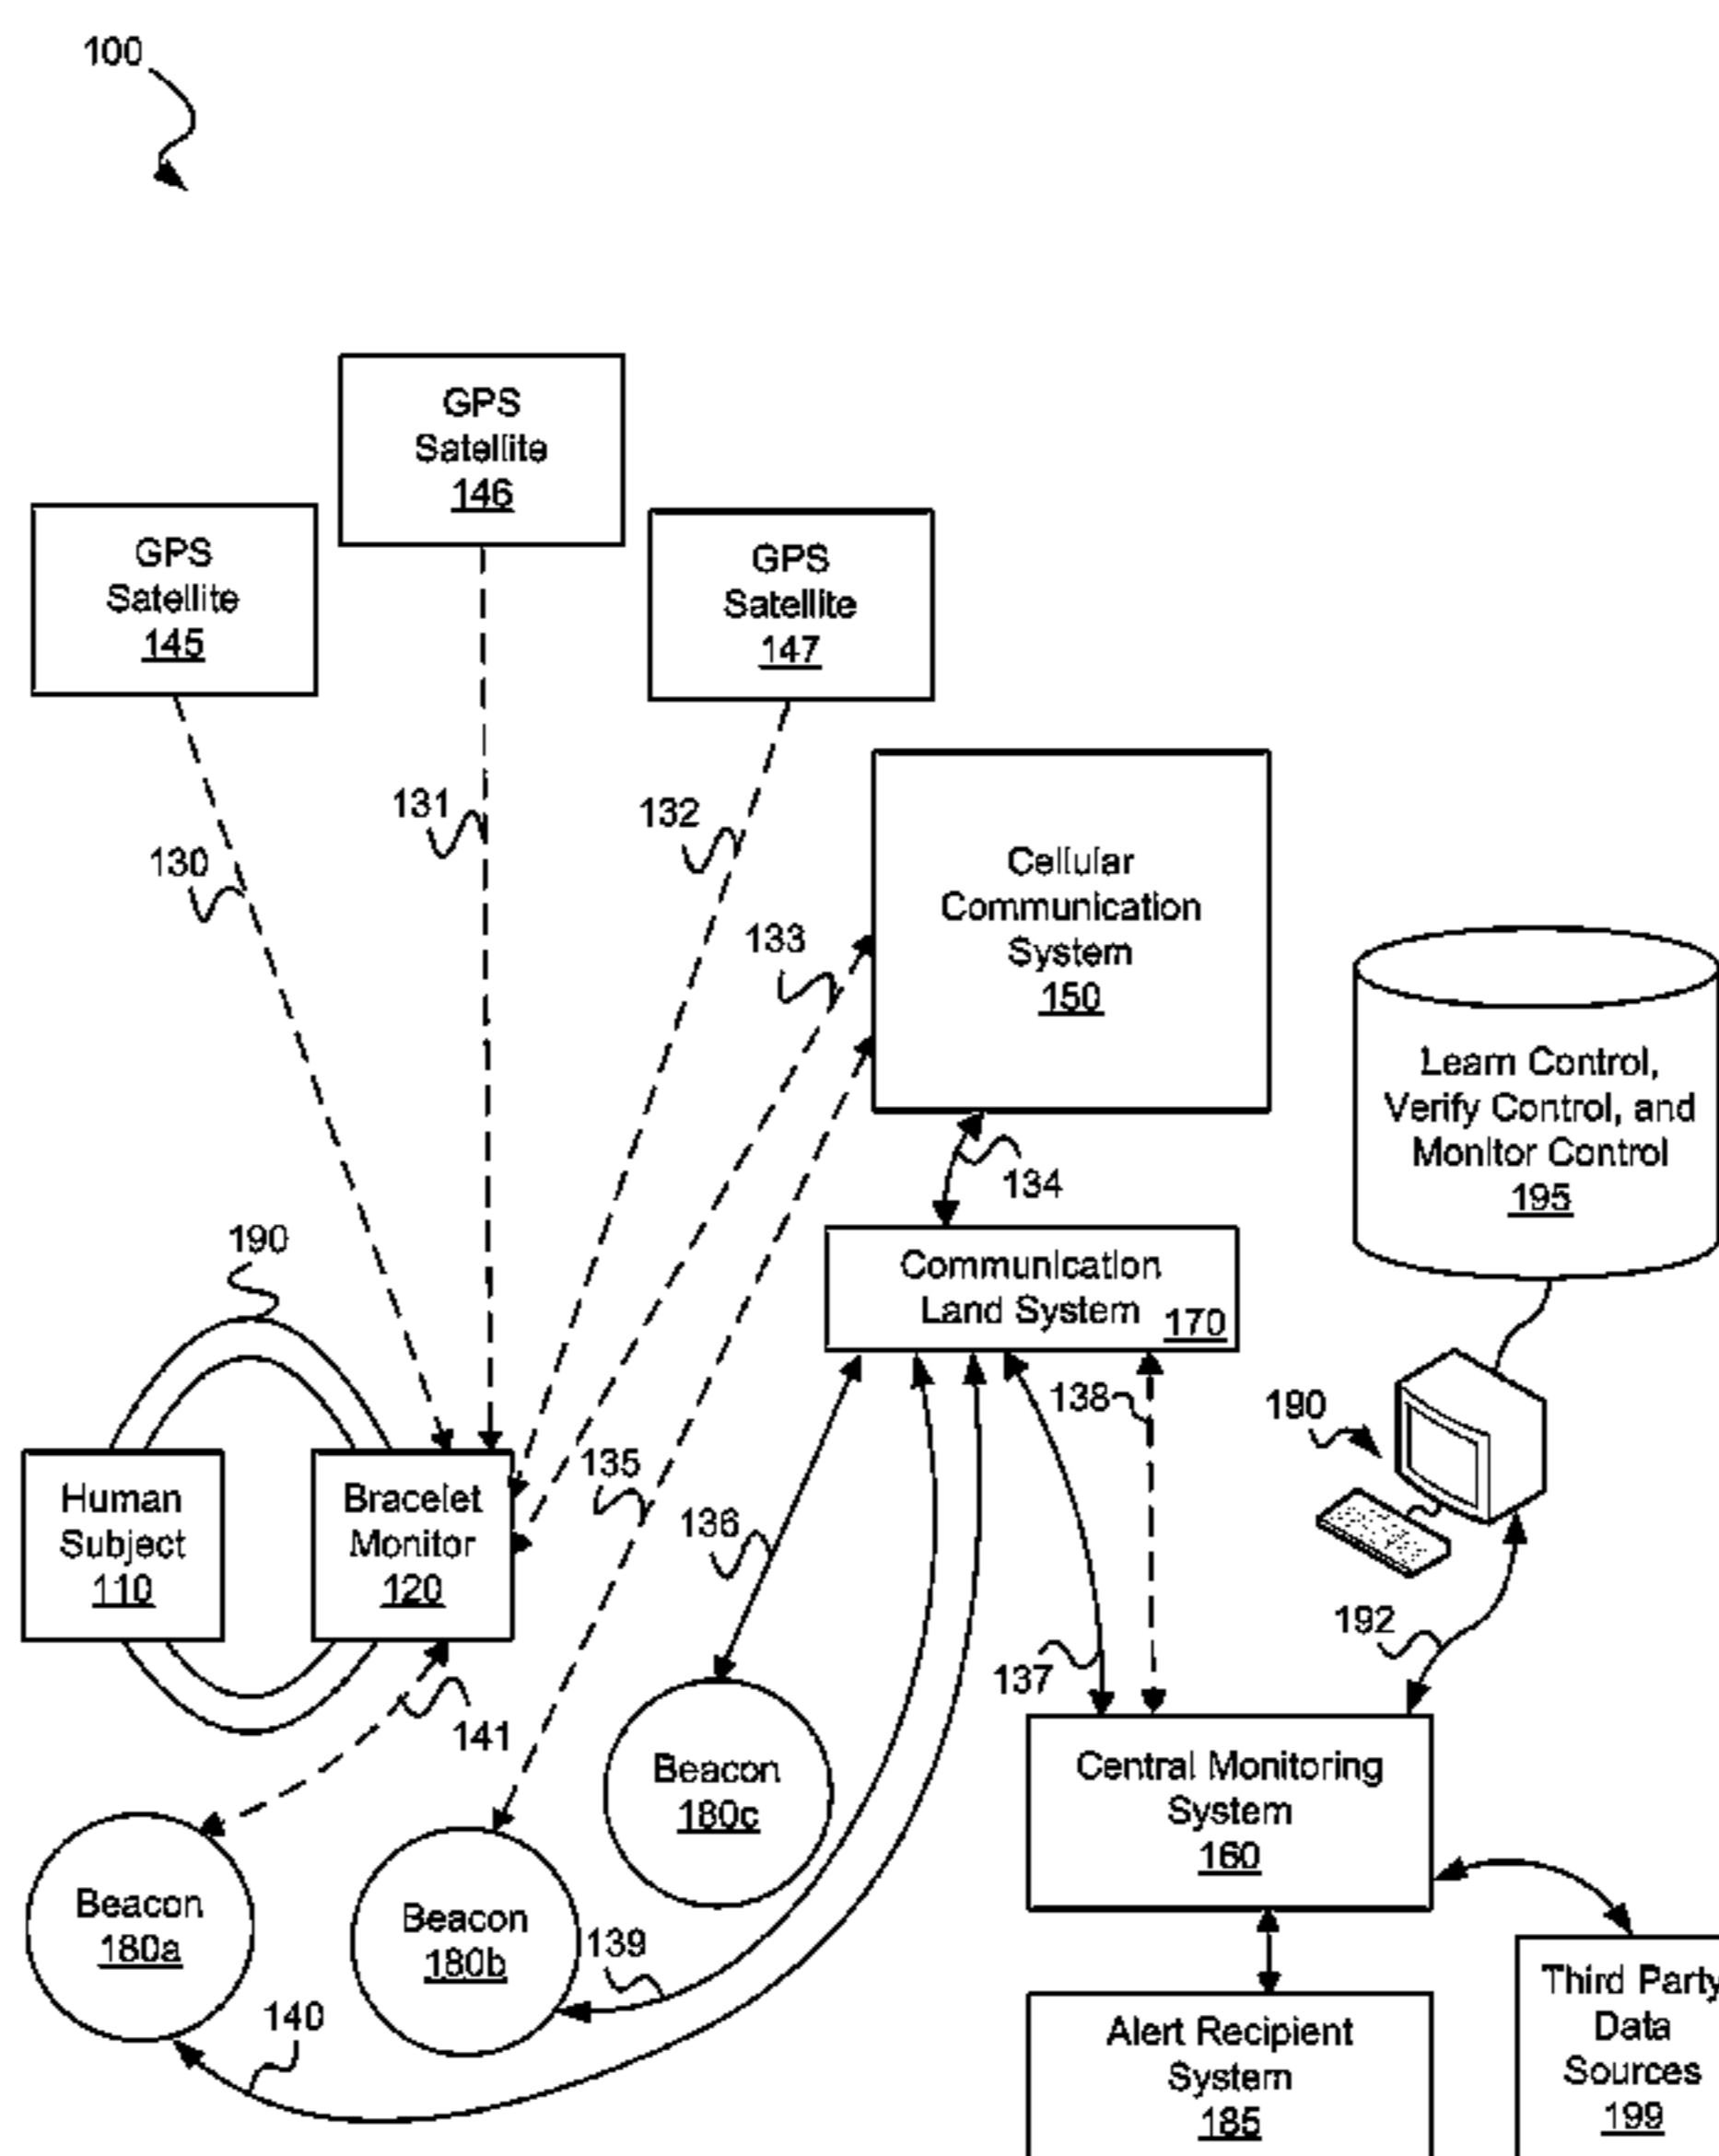 100
GPS
Satellite
146
GPS
Satellite
145
GPS
Satellite
147
131
132
130
133
Cellular
Communication
System
150
Learn Control,
Verify Control, and
Monitor Control
195
134
190
Communication
Land System
170
138
190
135
136
Human
Subject
110
Bracelet
Monitor
120
192
137
141
Beacon
180c
Central Monitoring
System
160
Beacon
180a
Beacon
180b
139
140
Third Party
Data
Sources
199
Alert Recipient
System
185